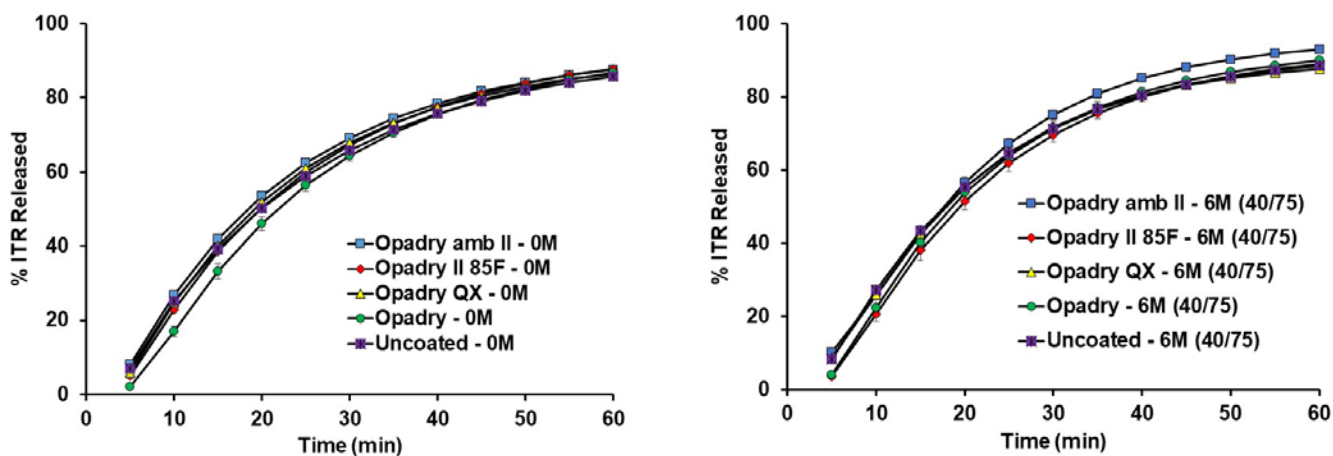 % ITR Released
100
80
60
40
20
0
Opadry amb II - 0M
Opadry II 85F - 0M
Opadry QX - 0M
Opadry - 0M
Uncoated - 0M
0 10 20 30 40 50 60
Time (min)
% ITR Released
100
80
60
40
20
0
Opadry amb II - 6M (40/75)
Opadry II 85F - 6M (40/75)
Opadry QX - 6M (40/75)
Opadry - 6M (40/75)
Uncoated - 6M (40/75)
0 10 20 30 40 50 60
Time (min)